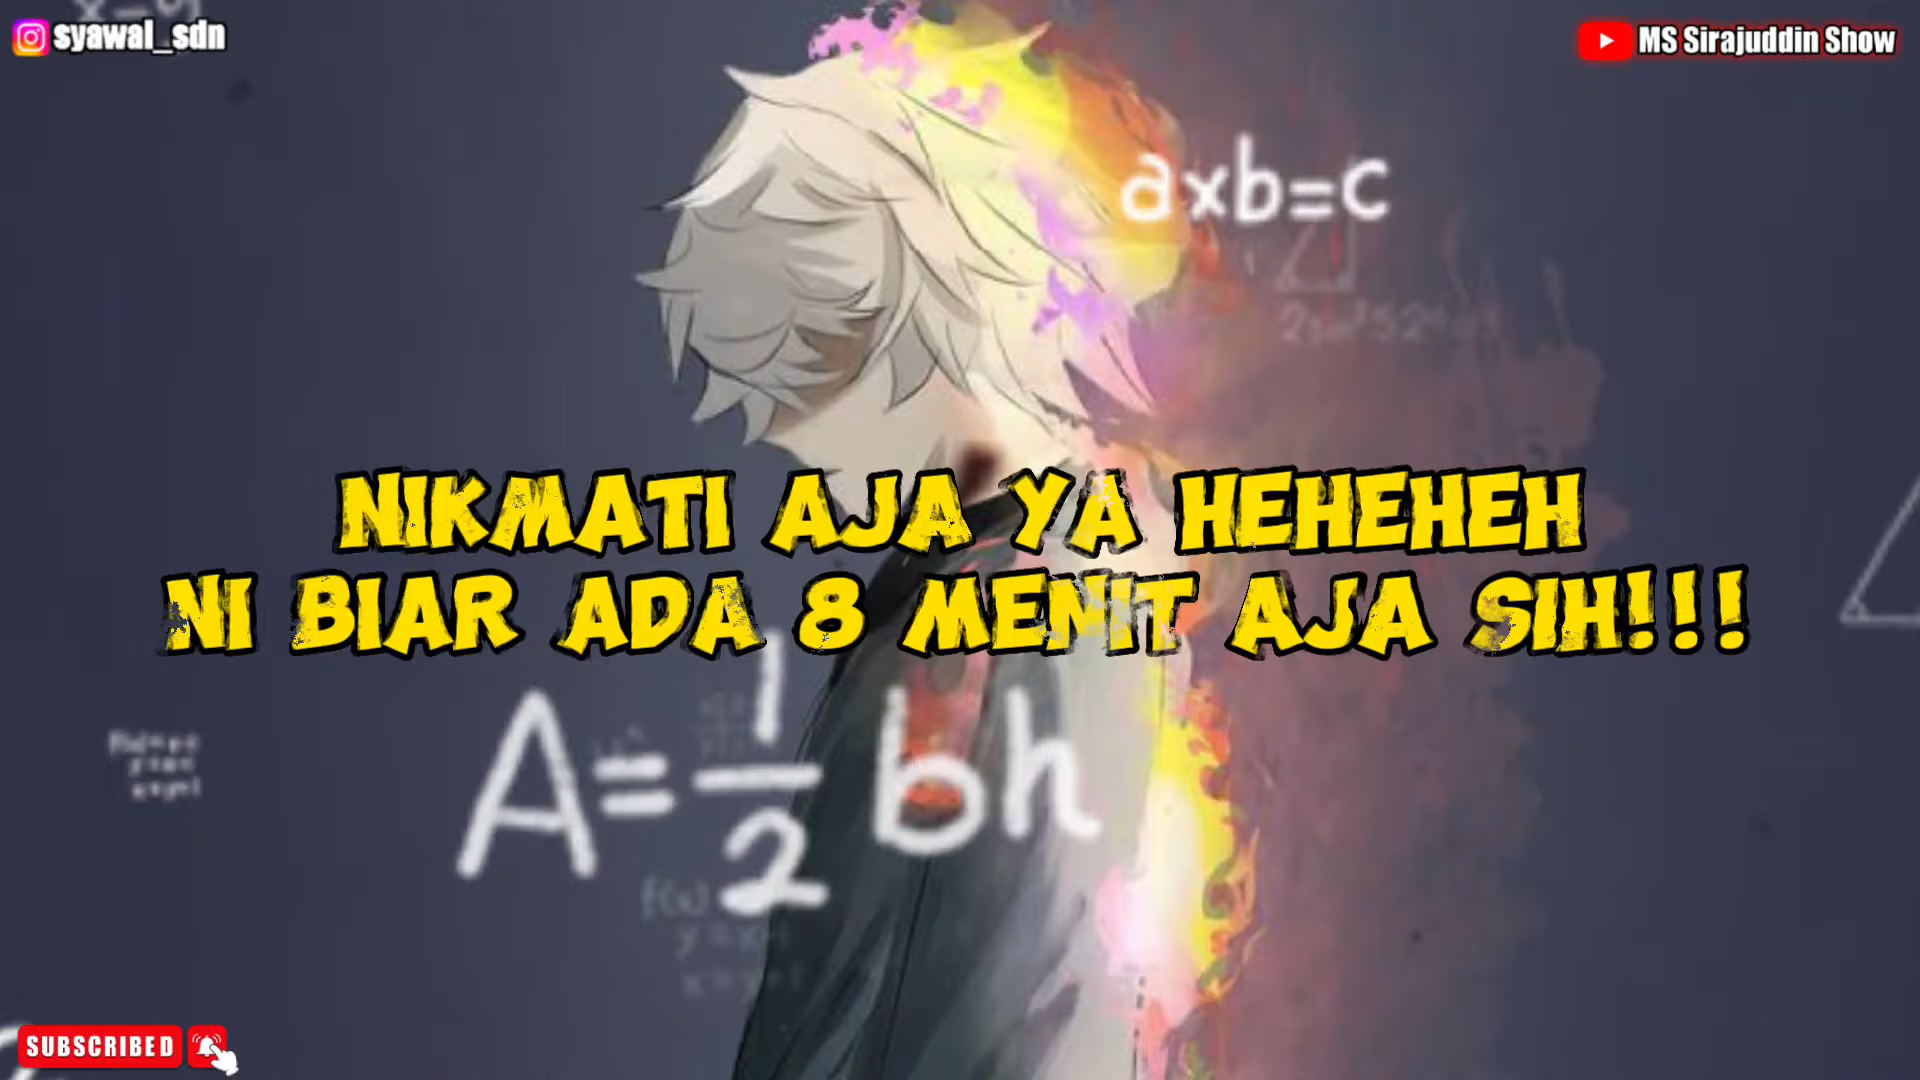 syawal_sdn
MS Sirajuddin Show
axb=c
NIKMATI AJA YA HEHEHEH
NI BIAR ADA 8 MENIT AJA SIH!!!
A=1/2 bh
f(x)
SUBSCRIBED